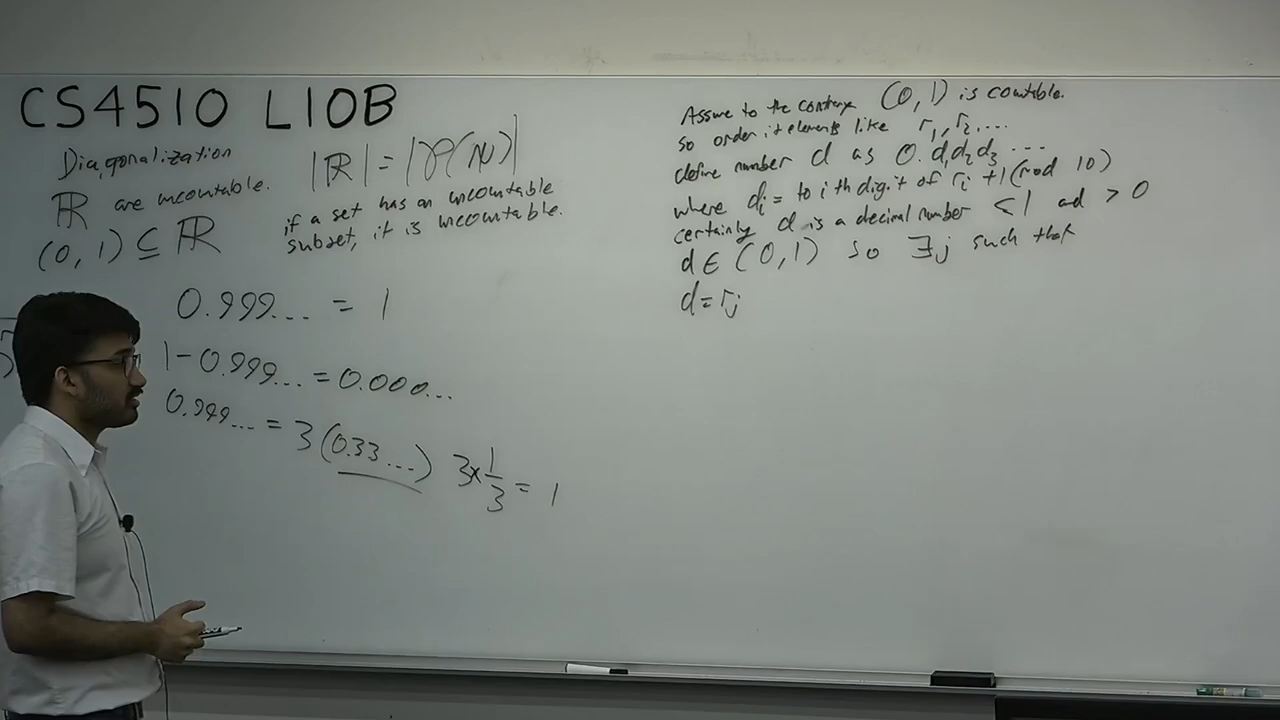 CS4510 L10B
Diagonalization
ℝ are uncountable.
|ℝ| = |𝒫(ℕ)|
(0, 1) ⊆ ℝ
if a set has an uncountable
subset, it is uncountable.
0.999... = 1
1 - 0.999... = 0.000...
0.999... = 3(0.33...) 3×1/3 = 1
Assume to the contrary (0, 1) is countable.
so order it elements like r₁, r₂, ...
define number d as 0.d₁d₂d₃ ...
where dᵢ = to ith digit of rᵢ +1 (mod 10)
certainly d is a decimal number < 1 and > 0
d ∈ (0, 1) so ∃j such that
d = rⱼ